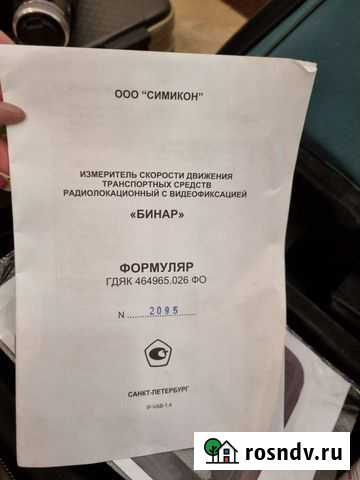 ООО "СИМИКОН"
ИЗМЕРИТЕЛЬ СКОРОСТИ ДВИЖЕНИЯ
ТРАНСПОРТНЫХ СРЕДСТВ
РАДИОЛОКАЦИОННЫЙ С ВИДЕОФИКСАЦИЕЙ
«БИНАР»
ФОРМУЛЯР
ГДЯК 464965.026 ФО
N 2095
САНКТ-ПЕТЕРБУРГ
rosndv.ru